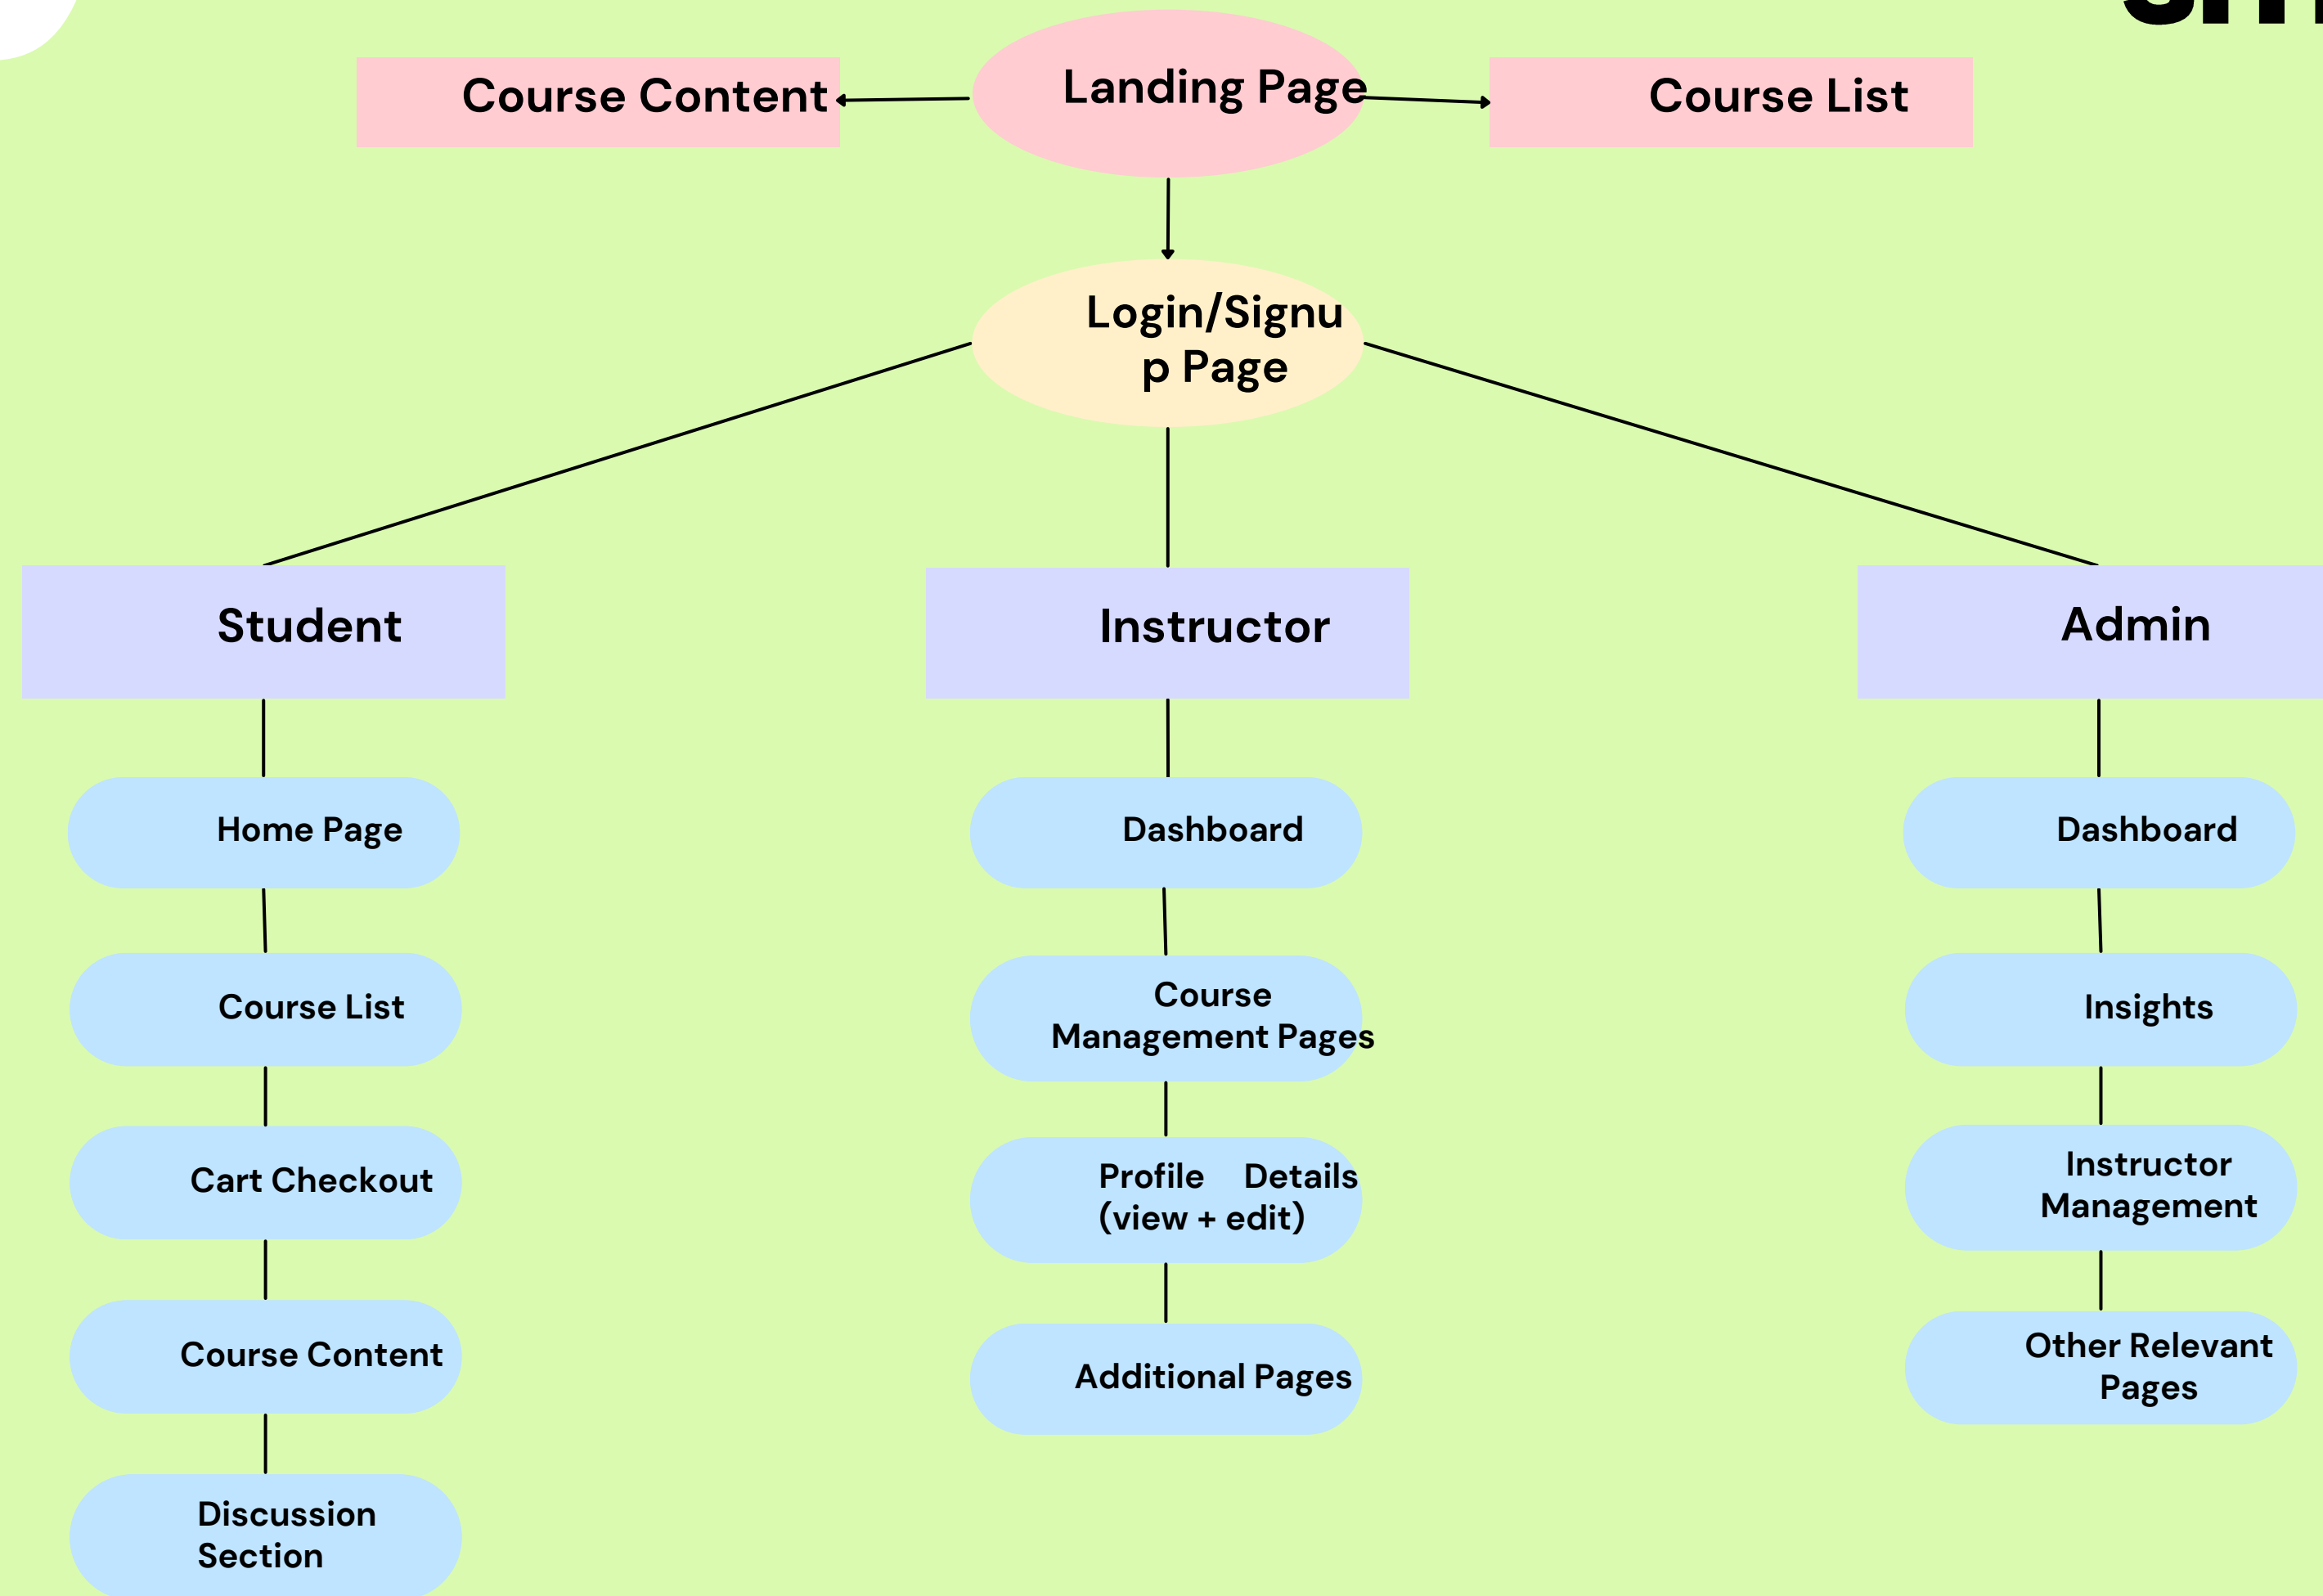 Course Content
Landing Page
Course List
Login/Signu
p Page
Student
Instructor
Admin
Home Page
Dashboard
Dashboard
Course List
Course
Management Pages
Insights
Cart Checkout
Profile Details
(view + edit)
Instructor
Management
Course Content
Additional Pages
Other Relevant
Pages
Discussion
Section